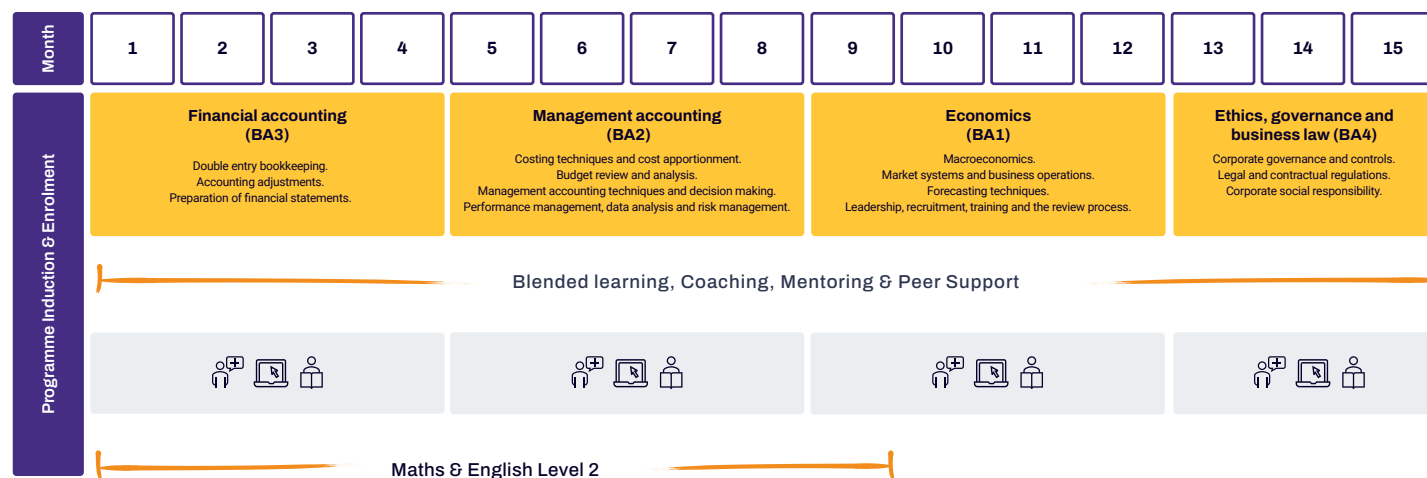 Month
1 2 3 4 5 6 7 8 9 10 11 12 13 14 15
Programme Induction & Enrolment
Financial accounting
(BA3)
Double entry bookkeeping.
Accounting adjustments.
Preparation of financial statements.
Management accounting
(BA2)
Costing techniques and cost apportionment.
Budget review and analysis.
Management accounting techniques and decision making.
Performance management, data analysis and risk management.
Economics
(BA1)
Macroeconomics.
Market systems and business operations.
Forecasting techniques.
Leadership, recruitment, training and the review process.
Ethics, governance and
business law (BA4)
Corporate governance and controls.
Legal and contractual regulations.
Corporate social responsibility.
Blended learning, Coaching, Mentoring & Peer Support
Maths & English Level 2